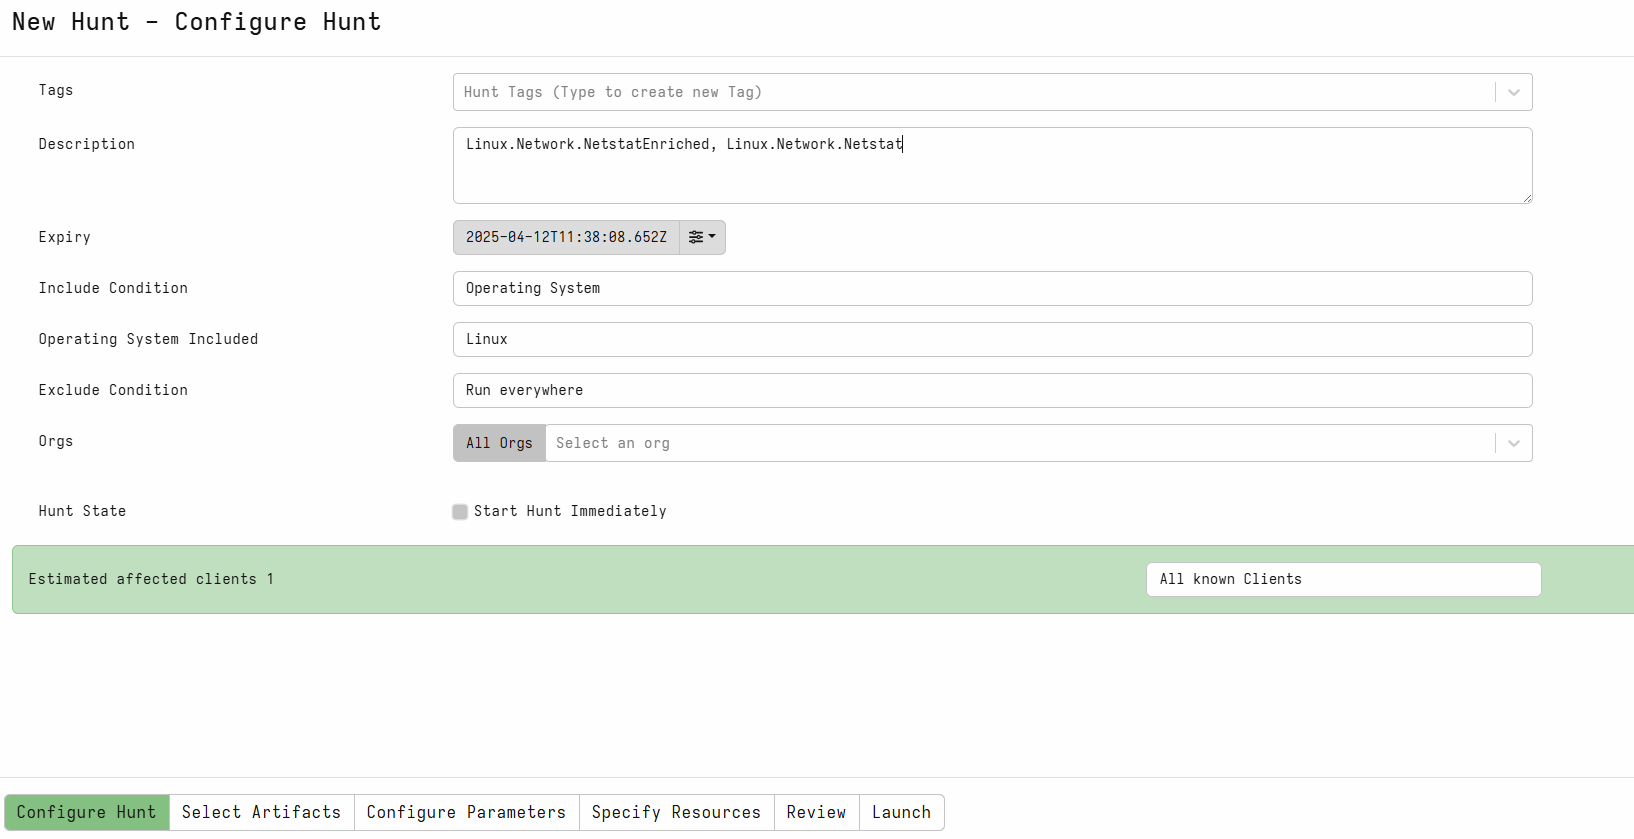 New Hunt - Configure Hunt
Tags
Hunt Tags (Type to create new Tag)
Description
Linux.Network.NetstatEnriched, Linux.Network.Netstat
Expiry
2025-04-12T11:38:08.652Z
Include Condition
Operating System
Operating System Included
Linux
Exclude Condition
Run everywhere
Orgs
All Orgs
Select an org
Hunt State
Start Hunt Immediately
Estimated affected clients 1
All known Clients
Configure Hunt
Select Artifacts
Configure Parameters
Specify Resources
Review
Launch